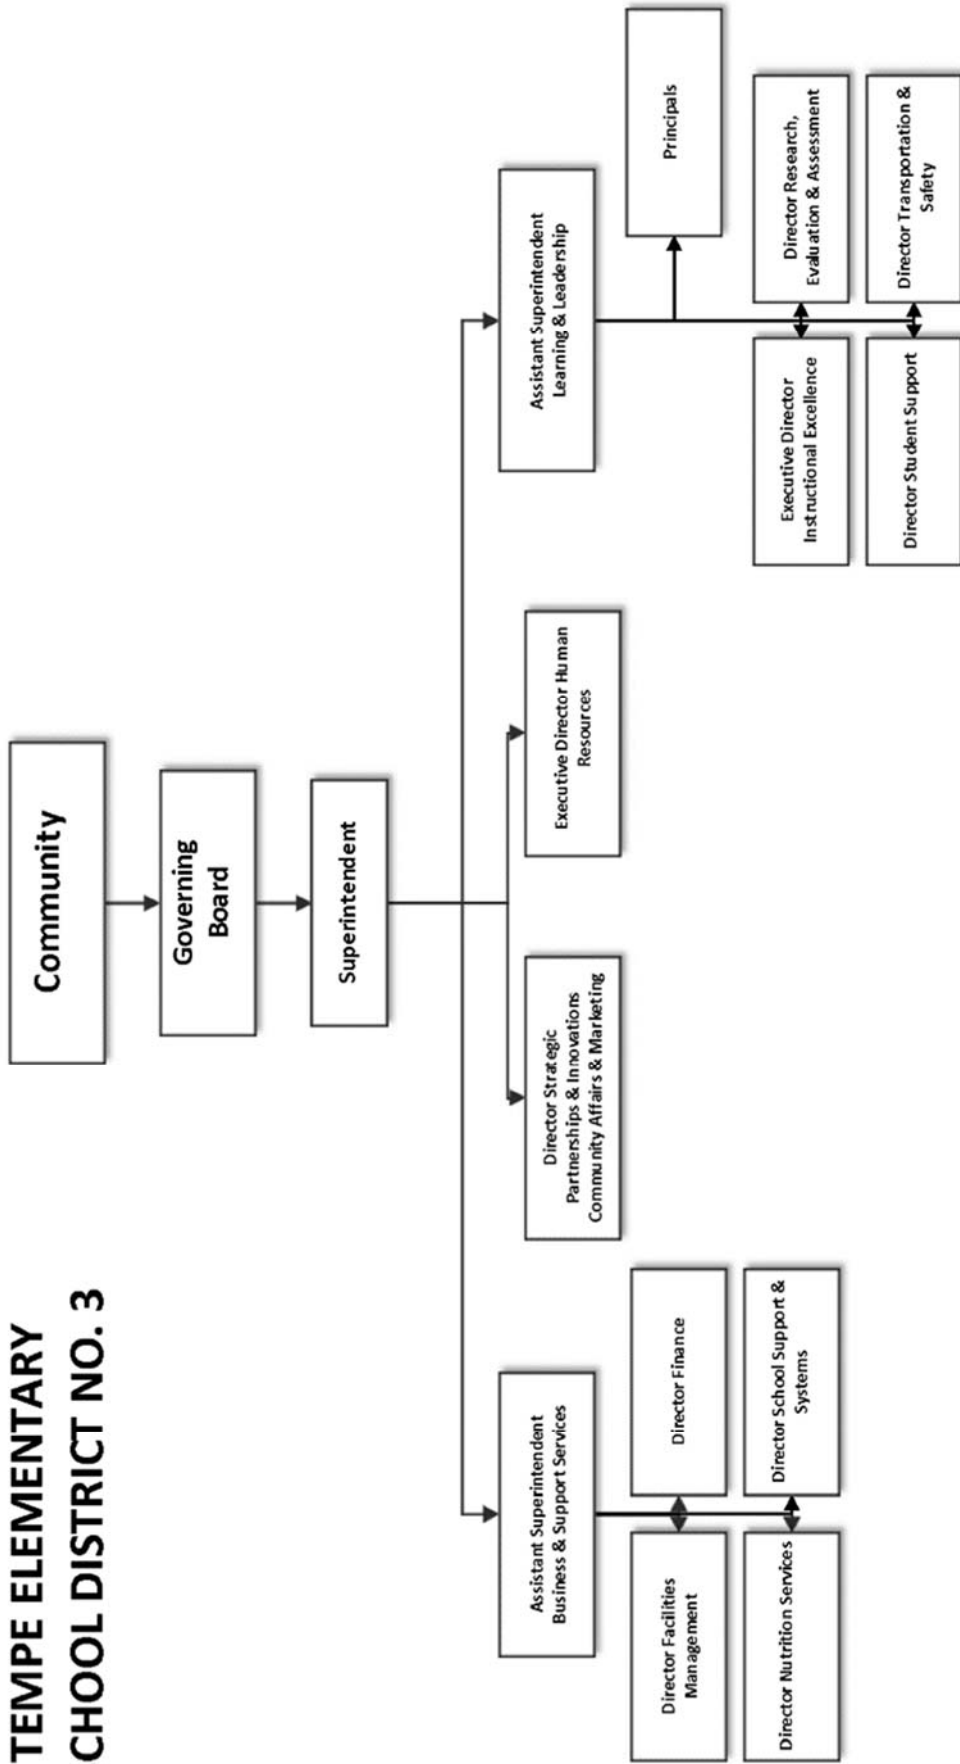 TEMPE ELEMENTARY
CHOOL DISTRICT NO. 3
Community
Governing
Board
Superintendent
Assistant Superintendent
Business & Support Services
Director Facilities
Management
Director Finance
Director Nutrition Services
Director School Support &
Systems
Director Strategic
Partnerships & Innovations
Community Affairs & Marketing
Executive Director Human
Resources
Assistant Superintendent
Learning & Leadership
Principals
Executive Director
Instructional Excellence
Director Research,
Evaluation & Assessment
Director Student Support
Director Transportation &
Safety